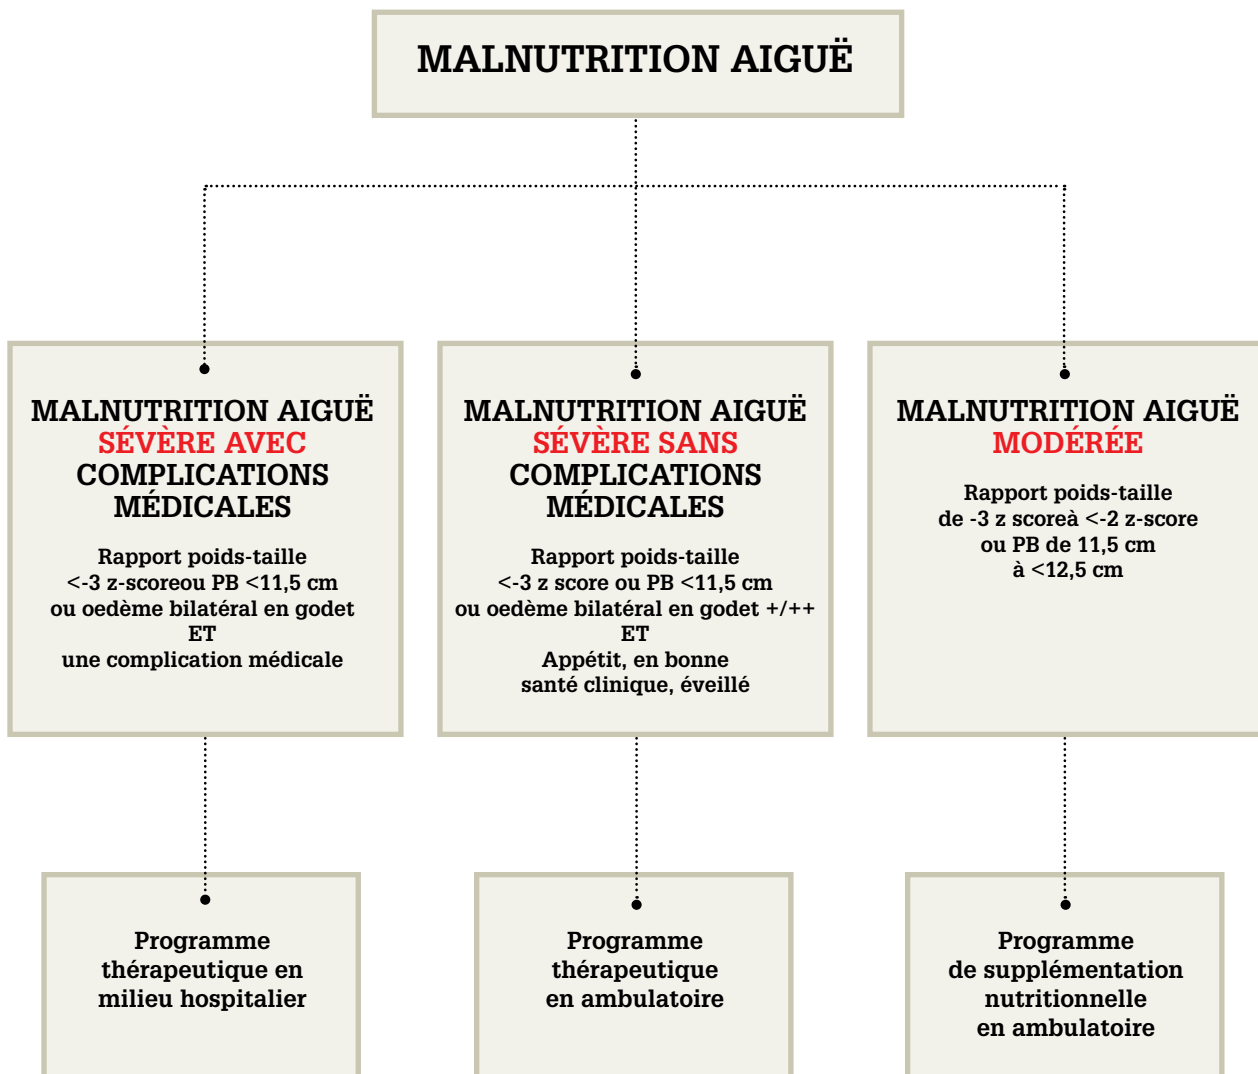 MALNUTRITION AIGUË
MALNUTRITION AIGUË
SÉVÈRE AVEC
COMPLICATIONS
MÉDICALES
Rapport poids-taille
<-3 z-scoreou PB <11,5 cm
ou oedème bilatéral en godet
ET
une complication médicale
MALNUTRITION AIGUË
SÉVÈRE SANS
COMPLICATIONS
MÉDICALES
Rapport poids-taille
<-3 z score ou PB <11,5 cm
ou oedème bilatéral en godet +/++
ET
Appétit, en bonne
santé clinique, éveillé
MALNUTRITION AIGUË
MODÉRÉE
Rapport poids-taille
de -3 z scoreà <-2 z-score
ou PB de 11,5 cm
à <12,5 cm
Programme
thérapeutique en
milieu hospitalier
Programme
thérapeutique
en ambulatoire
Programme
de supplémentation
nutritionnelle
en ambulatoire